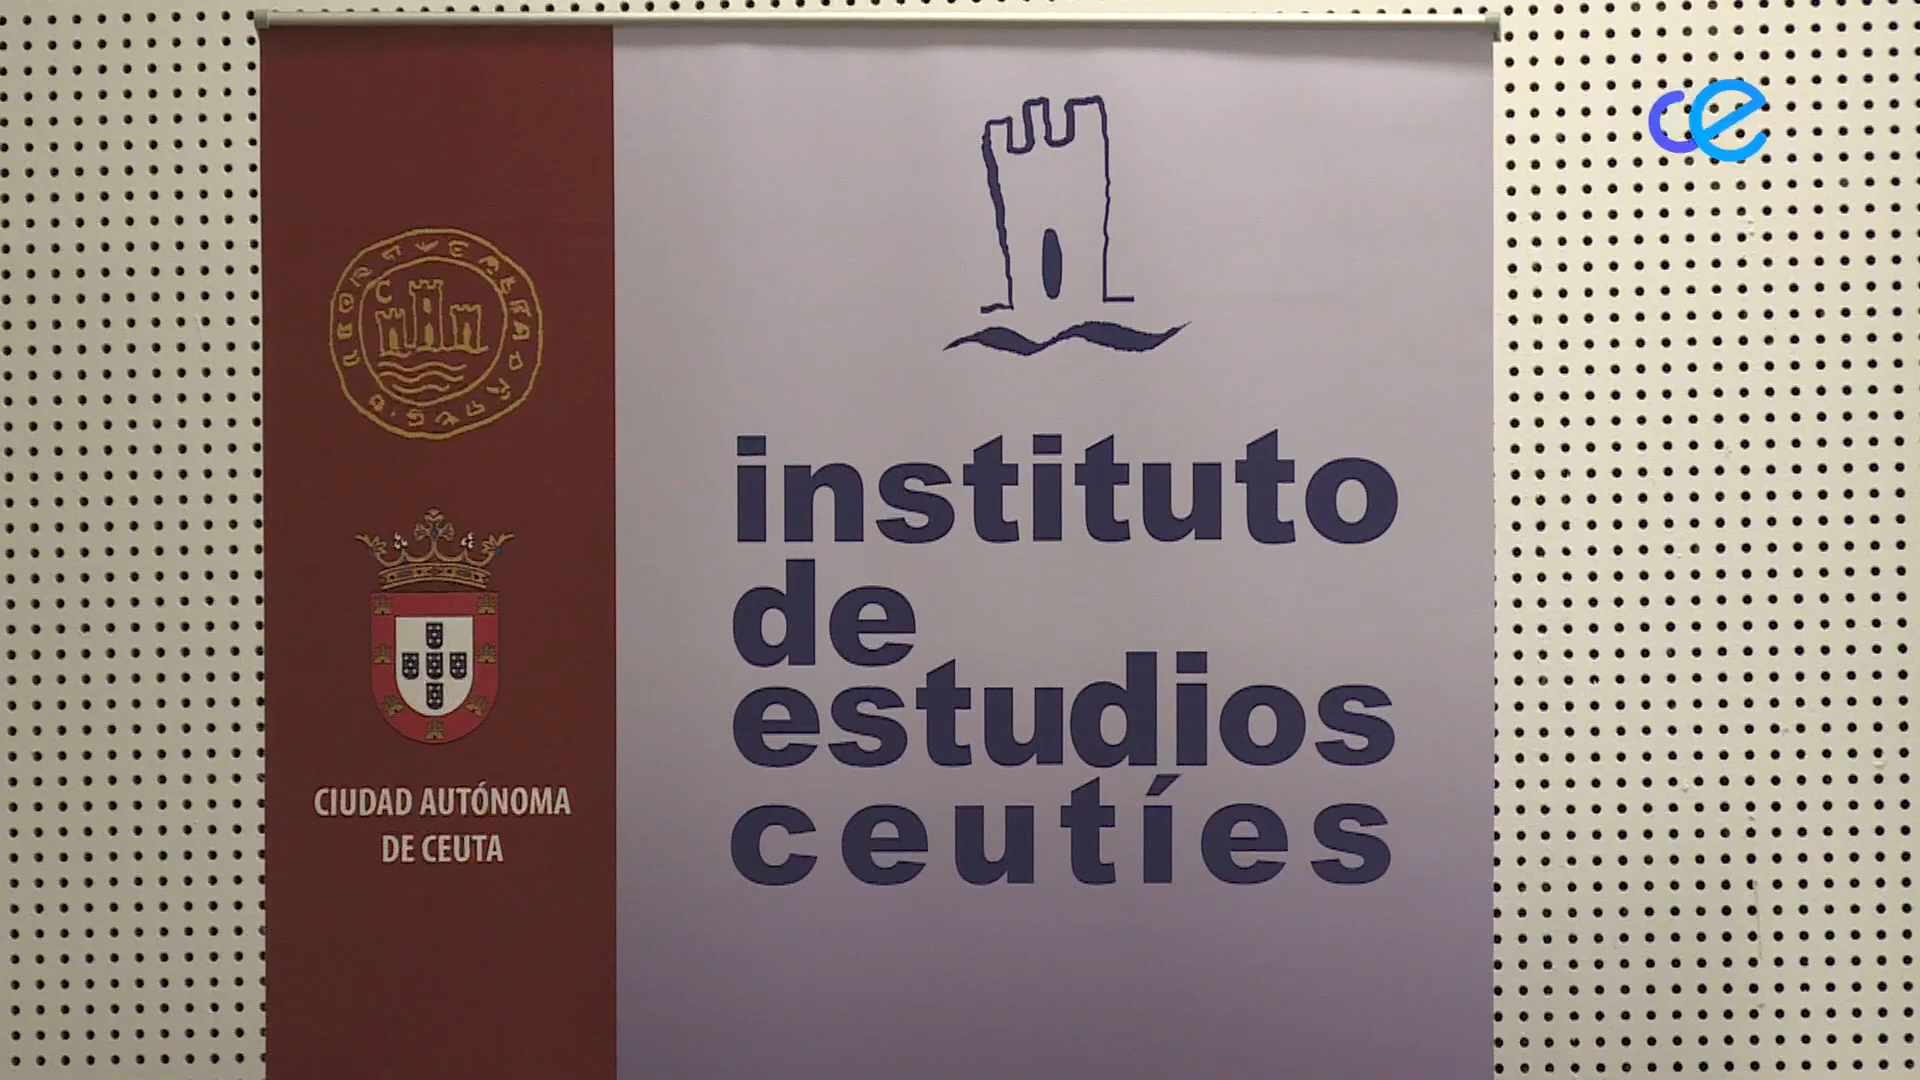 ce
CIUDAD AUTÓNOMA
DE CEUTA
instituto
de
estudios
ceutíes